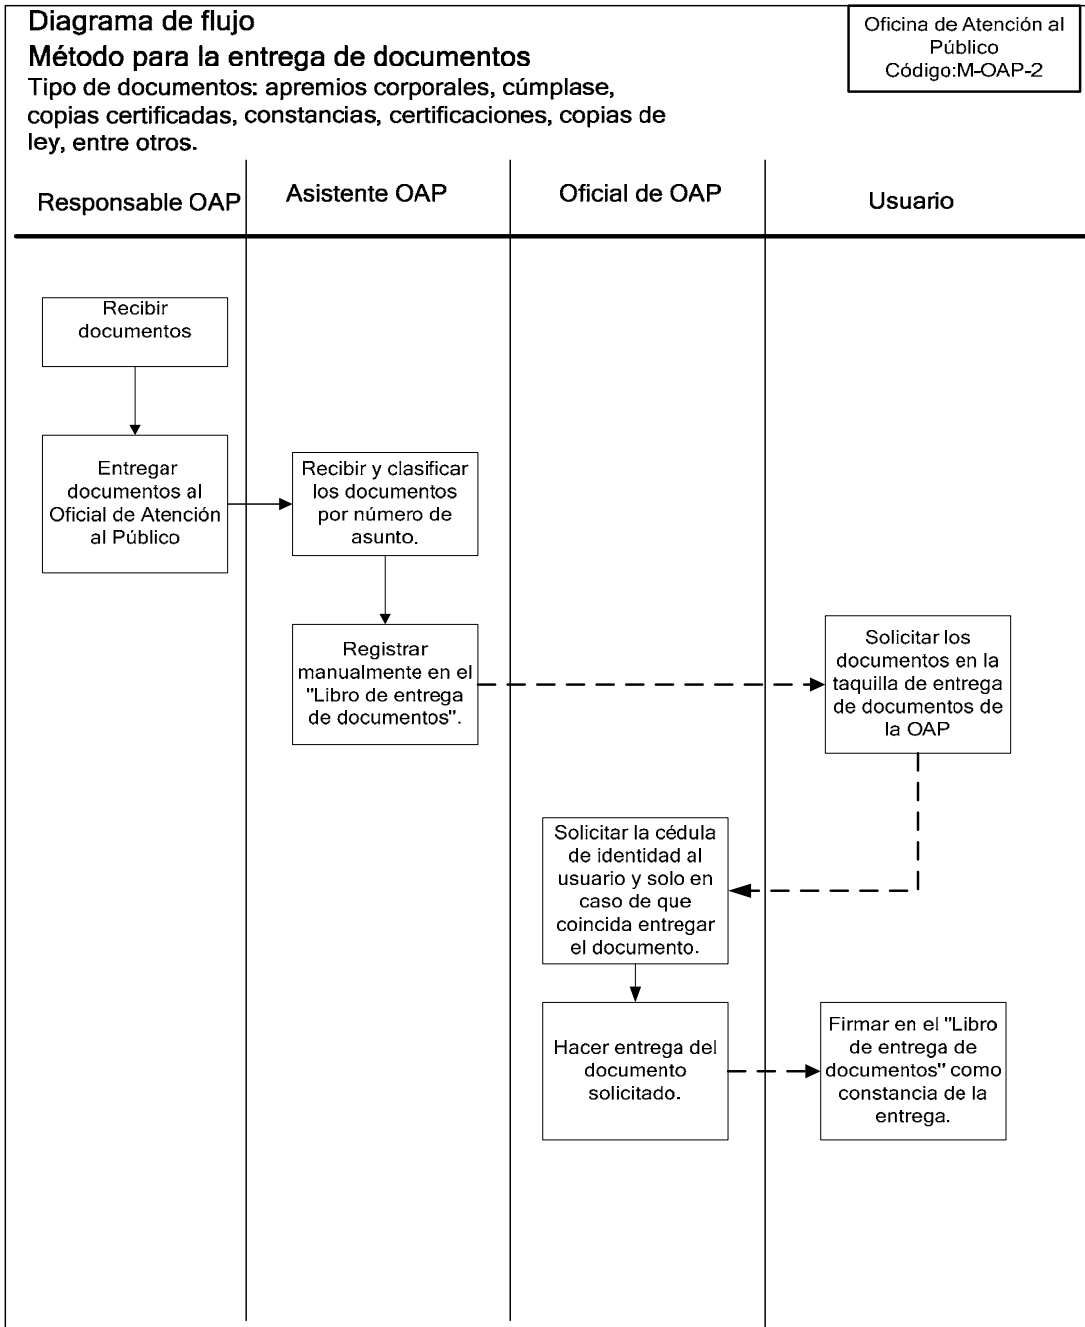 Diagrama de flujo
Método para la entrega de documentos
Tipo de documentos: apremios corporales, cúmplase,
copias certificadas, constancias, certificaciones, copias de
ley, entre otros.
Oficina de Atención al
Público
Código:M-OAP-2
Responsable OAP
Asistente OAP
Oficial de OAP
Usuario
Recibir
documentos
Entregar
documentos al
Oficial de Atención
al Público
Recibir y clasificar
los documentos
por número de
asunto.
Registrar
manualmente en el
"Libro de entrega
de documentos".
Solicitar los
documentos en la
taquilla de entrega
de documentos de
la OAP
Solicitar la cédula
de identidad al
usuario y solo en
caso de que
coincida entregar
el documento.
Hacer entrega del
documento
solicitado.
Firmar en el "Libro
de entrega de
documentos" como
constancia de la
entrega.